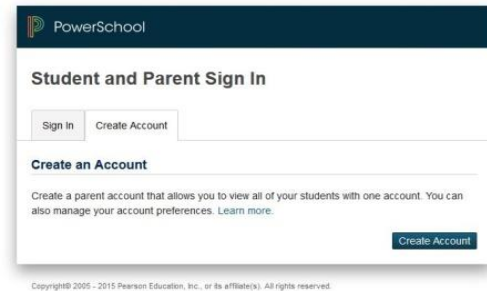 PowerSchool
Student and Parent Sign In
Sign In Create Account
Create an Account
Create a parent account that allows you to view all of your students with one account. You can
also manage your account preferences. Learn more.
Create Account
Copyright© 2005 - 2015 Pearson Education, Inc., or its affiliate(s). All rights reserved.